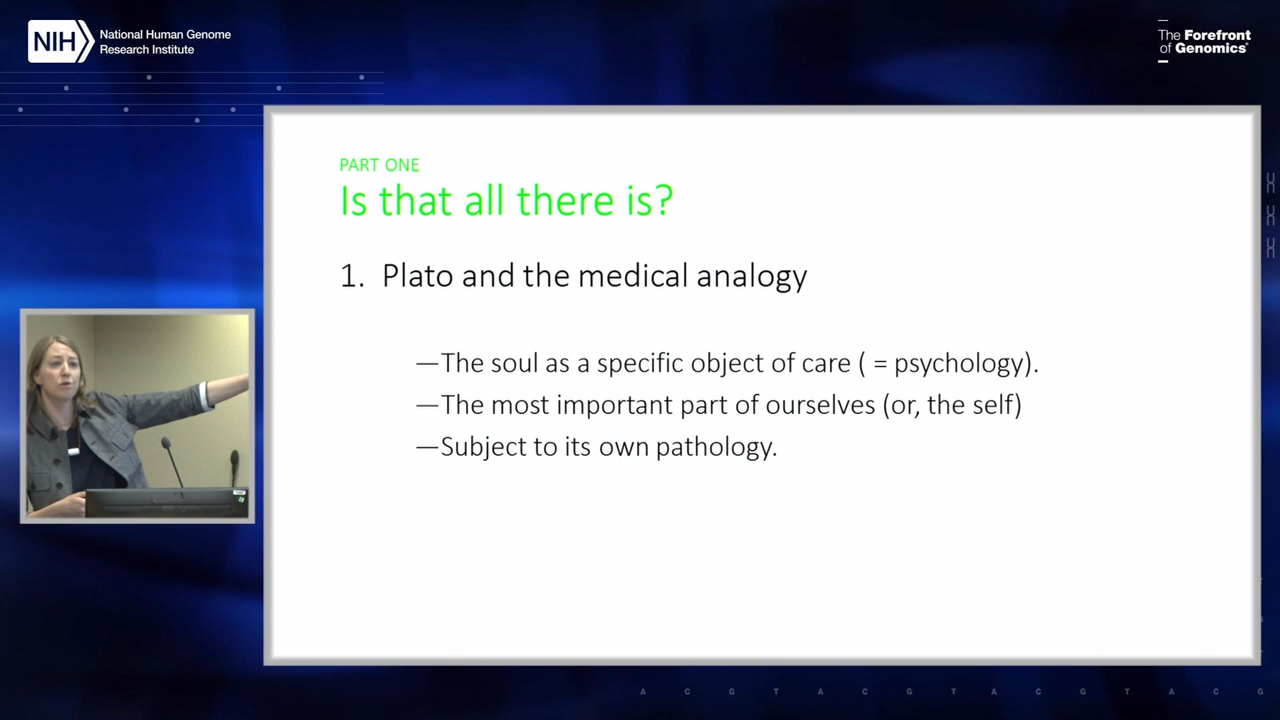 NIH
National Human Genome
Research Institute
The Forefront
of Genomics®
PART ONE
Is that all there is?
1. Plato and the medical analogy
—The soul as a specific object of care ( = psychology).
—The most important part of ourselves (or, the self)
—Subject to its own pathology.
A C G T A C G T A C G T A C G